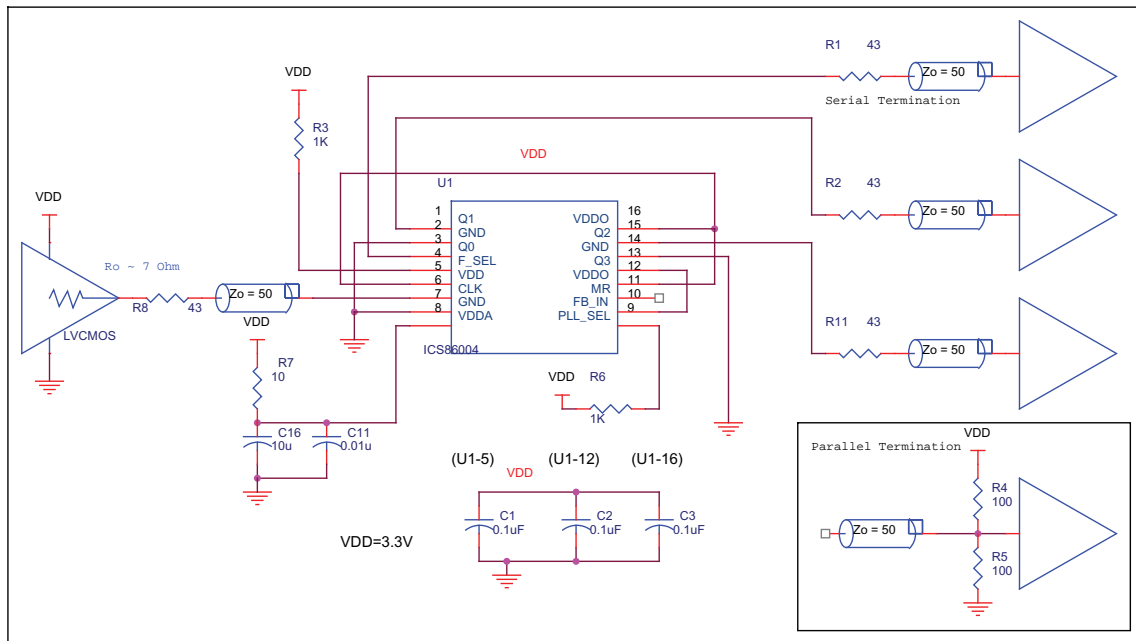 R1 43
Zo = 50
Serial Termination
VDD
R3
1K
VDD
U1
R2 43
Zo = 50
VDD
1
2
3
4
5
6
7
8
Q1
GND
Q0
F_SEL
VDD
CLK
GND
VDDA
VDDO
Q2
GND
Q3
VDDO
MR
FB_IN
PLL_SEL
16
15
14
13
12
11
10
9
ICS86004
Ro ~ 7 Ohm
R8 43
Zo = 50
LVCMOS
VDD
R7
10
C16
10u
C11
0.01u
VDD
R6
1K
R11 43
Zo = 50
(U1-5) (U1-12) (U1-16)
VDD
C1
0.1uF
C2
0.1uF
C3
0.1uF
VDD=3.3V
Parallel Termination
VDD
R4
100
Zo = 50
R5
100